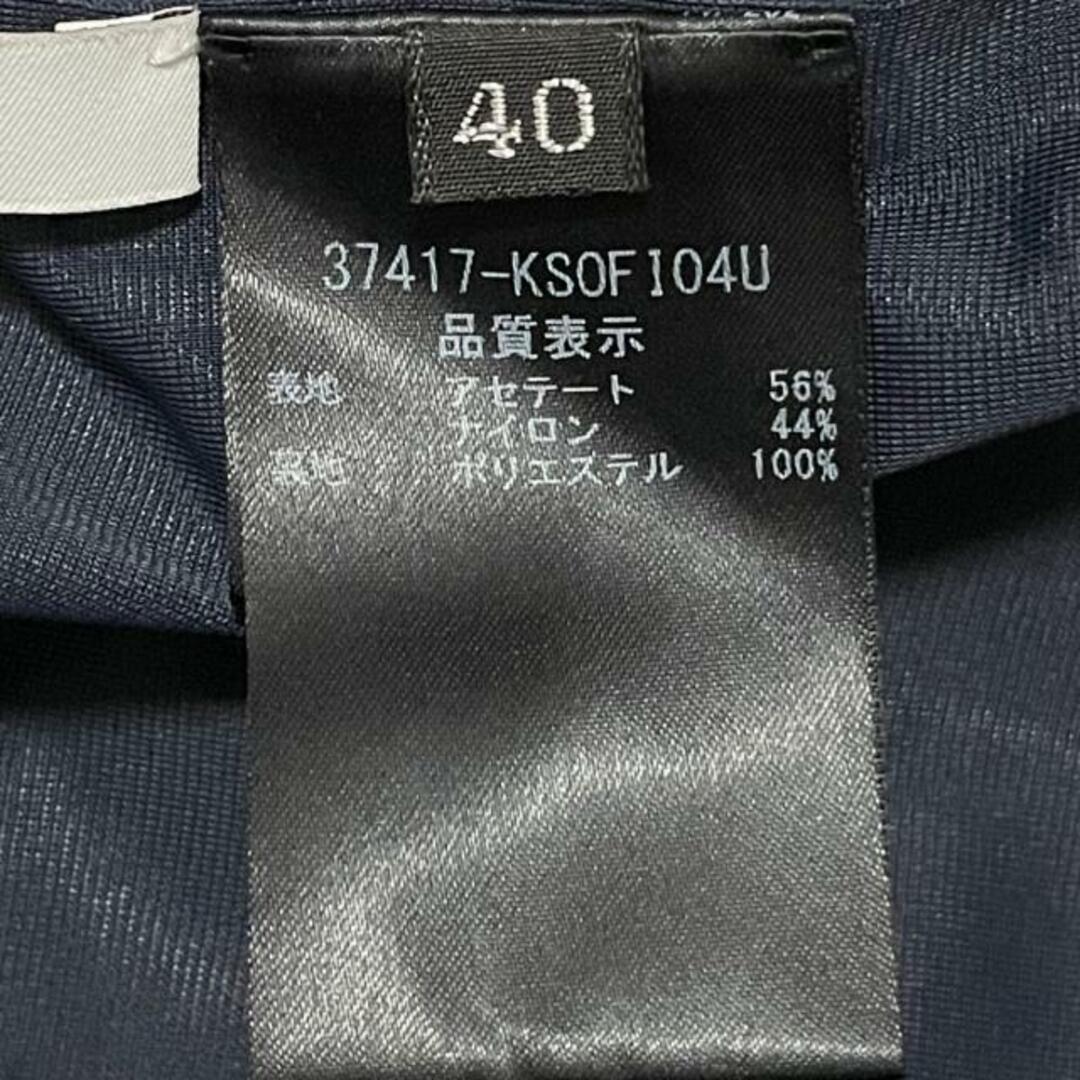 40
37417-KSOFI04U
品質表示
表地 アセテート 56%
ナイロン 44%
裏地 ポリエステル 100%